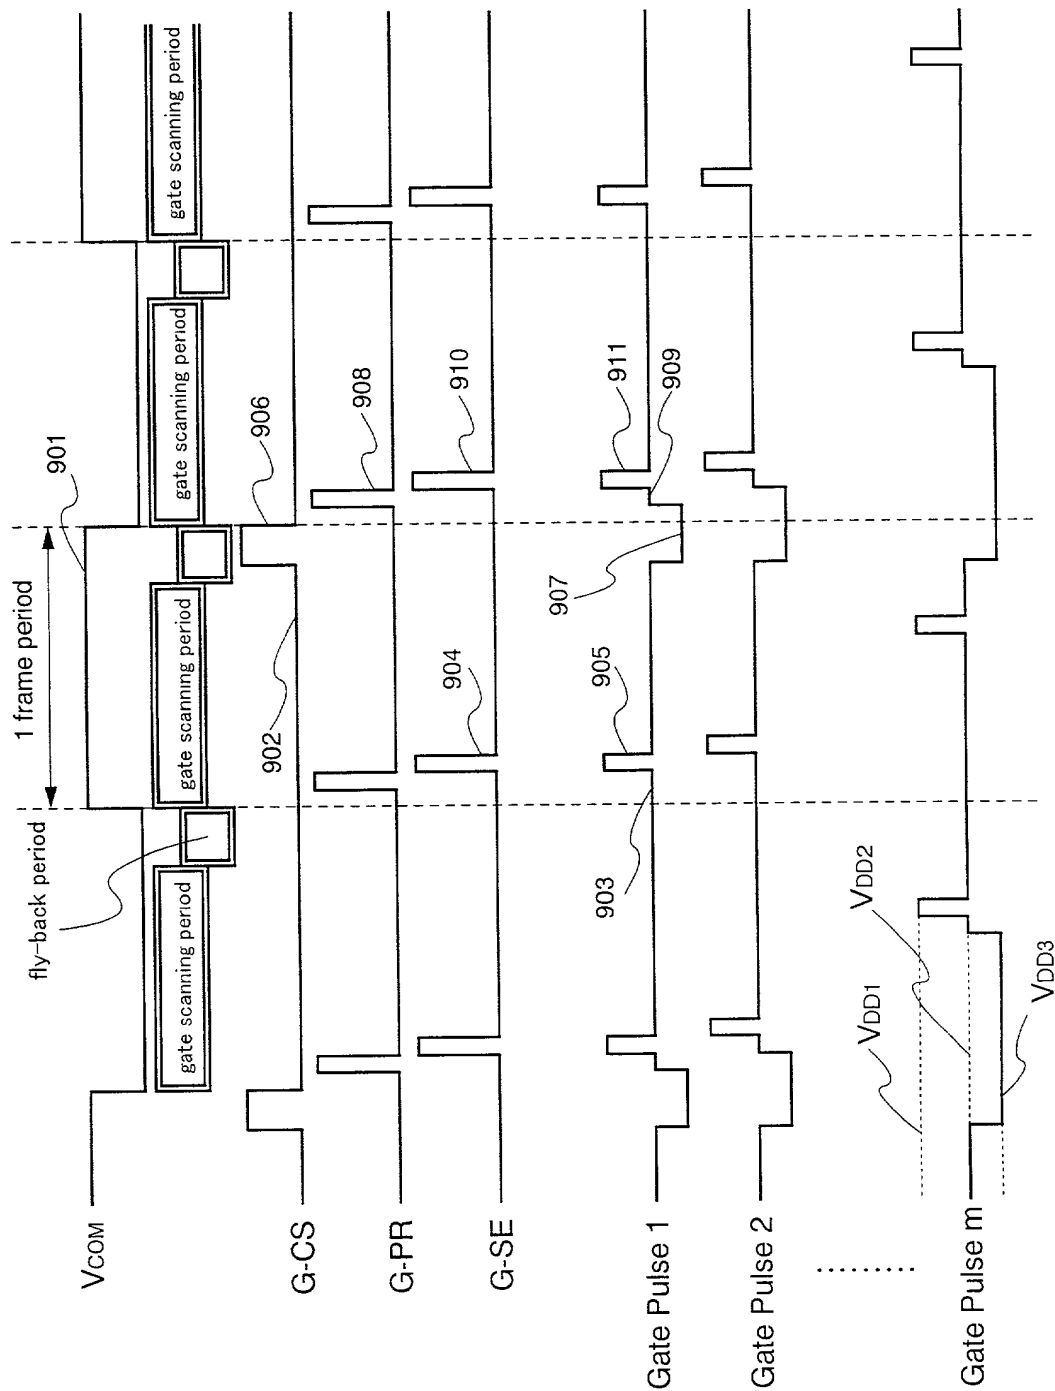 1 frame period
901
fly-back period
VCOM
gate scanning period
gate scanning period
gate scanning period
gate scanning period
902
906
G-CS
908
G-PR
904
910
G-SE
903
905
907
911
909
Gate Pulse 1
Gate Pulse 2
VDD1
VDD2
Gate Pulse m
VDD3